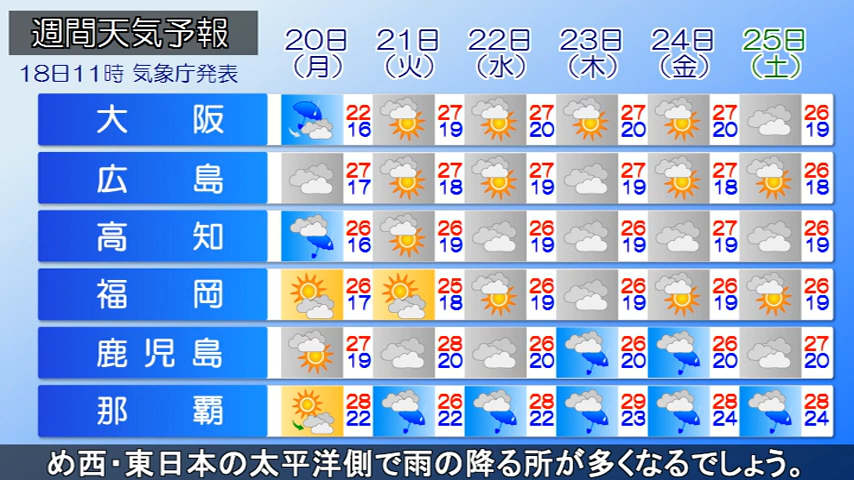 週間天気予報
18日11時 気象庁発表
20日 21日 22日 23日 24日 25日
(月) (火) (水) (木) (金) (土)
大阪 22 16 27 19 27 20 27 20 27 20 26 19
広島 27 17 27 18 27 19 27 19 27 18 26 18
高知 26 16 26 19 26 19 26 19 27 19 26 19
福岡 26 17 25 18 26 19 26 19 26 19 26 19
鹿児島 27 19 28 20 26 20 26 20 26 20 27 20
那覇 28 22 26 22 28 22 29 23 28 24 28 24
め西・東日本の太平洋側で雨の降る所が多くなるでしょう。